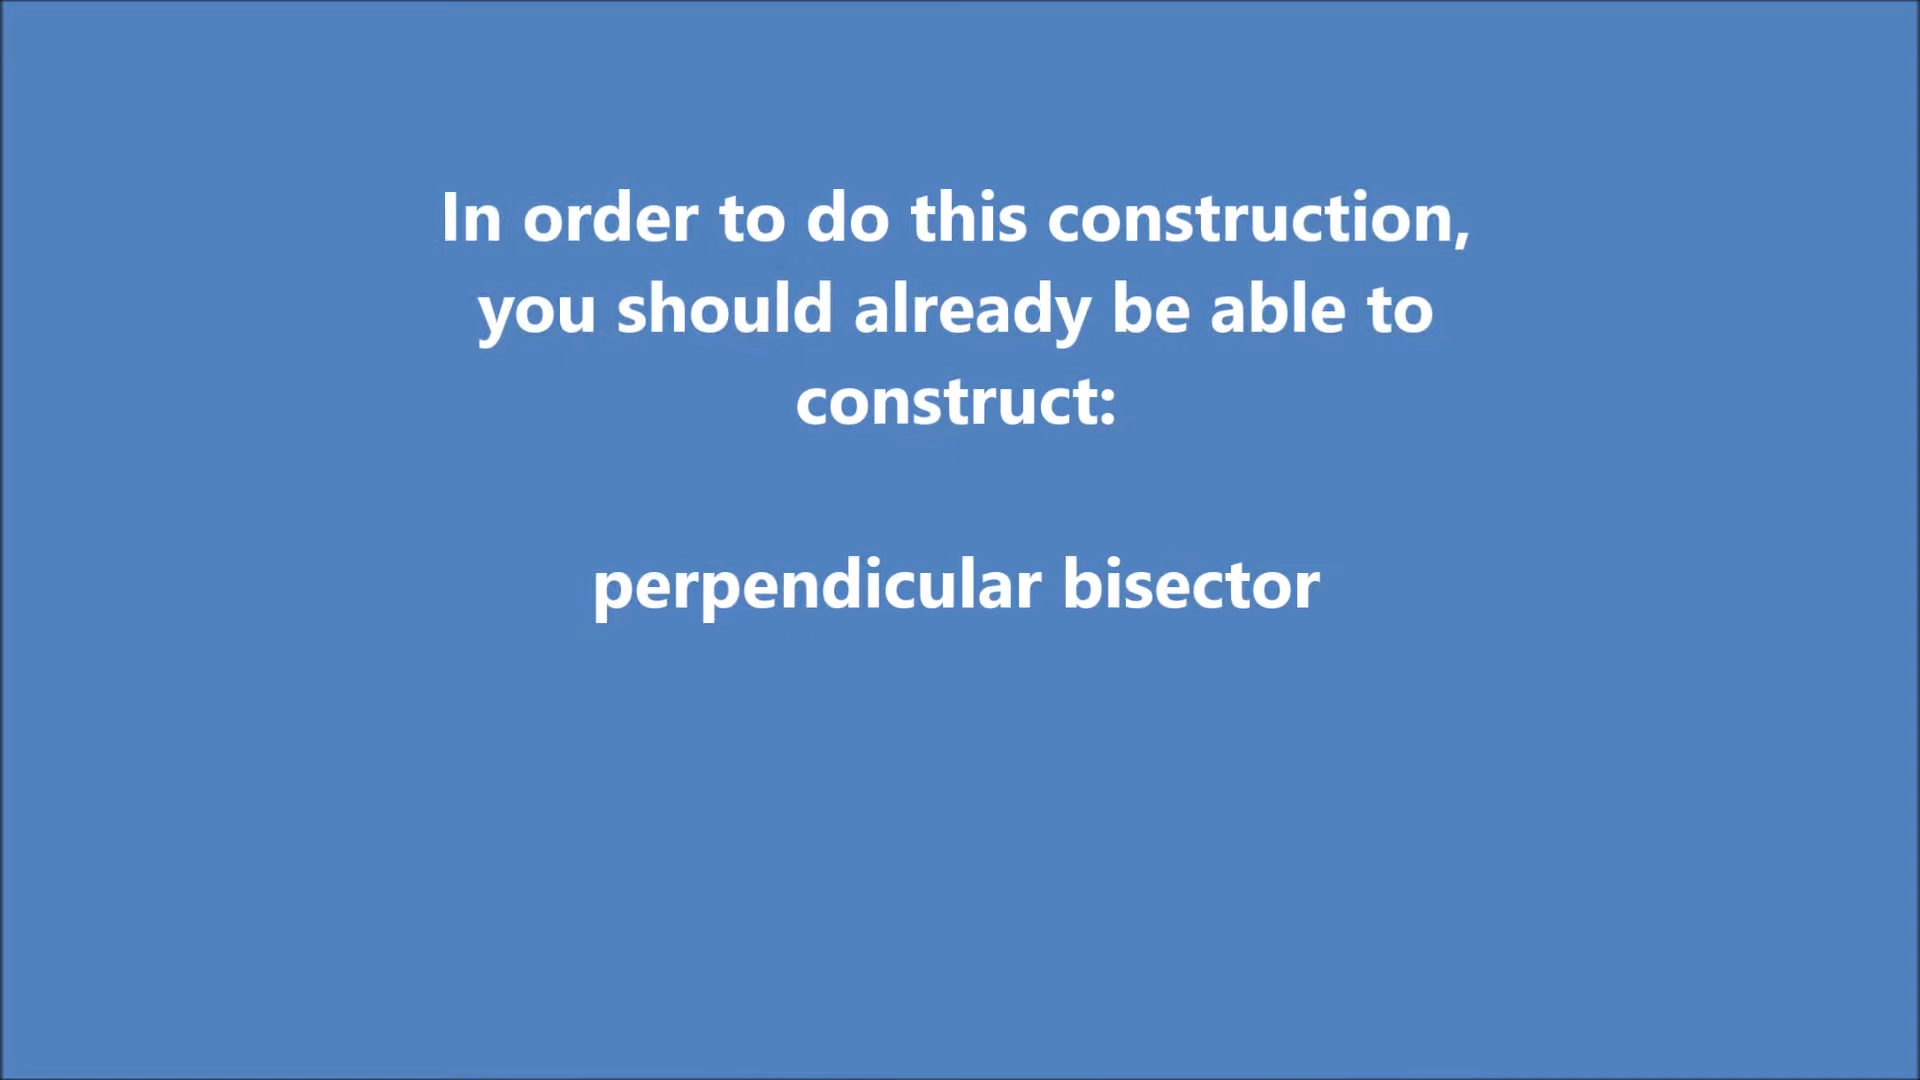 In order to do this construction,
you should already be able to
construct:
perpendicular bisector